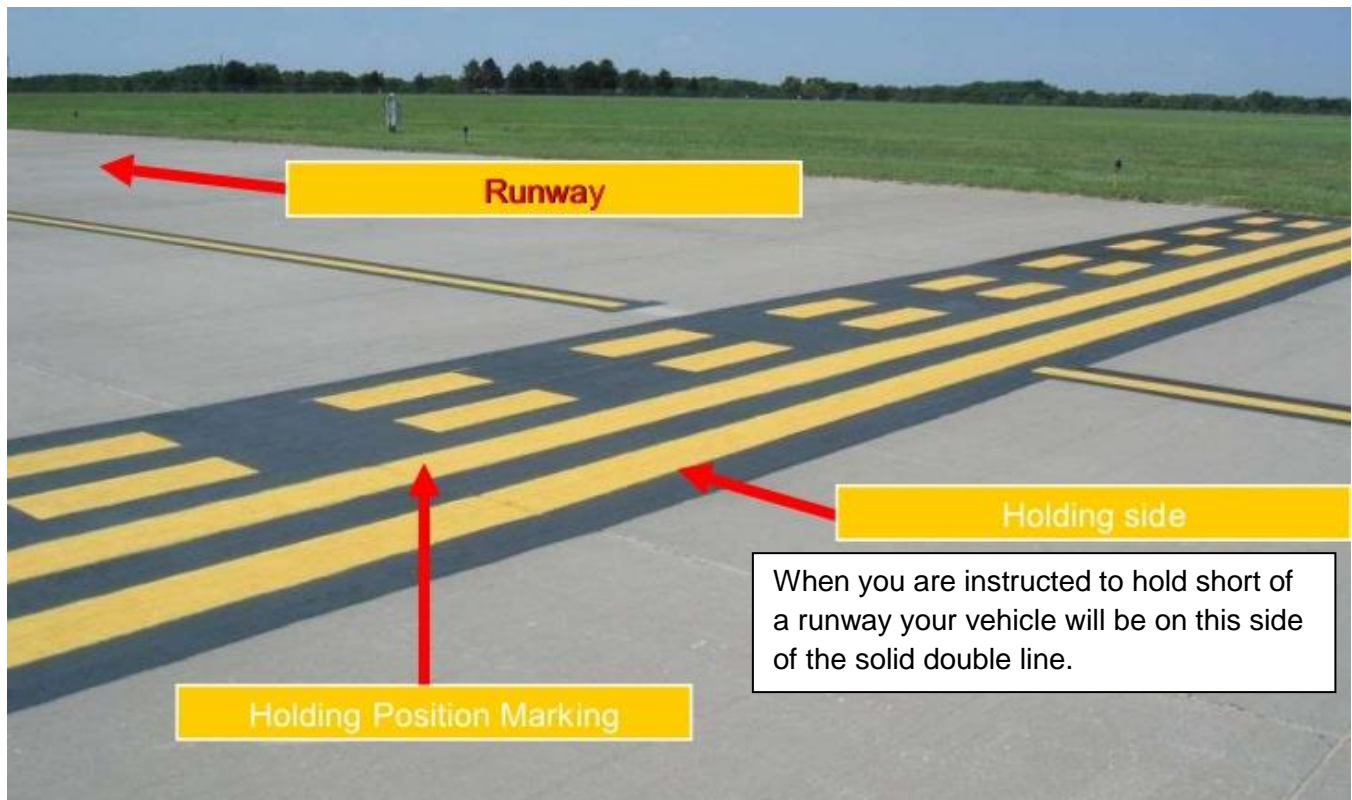 Runway
Holding side
When you are instructed to hold short of
a runway your vehicle will be on this side
of the solid double line.
Holding Position Marking